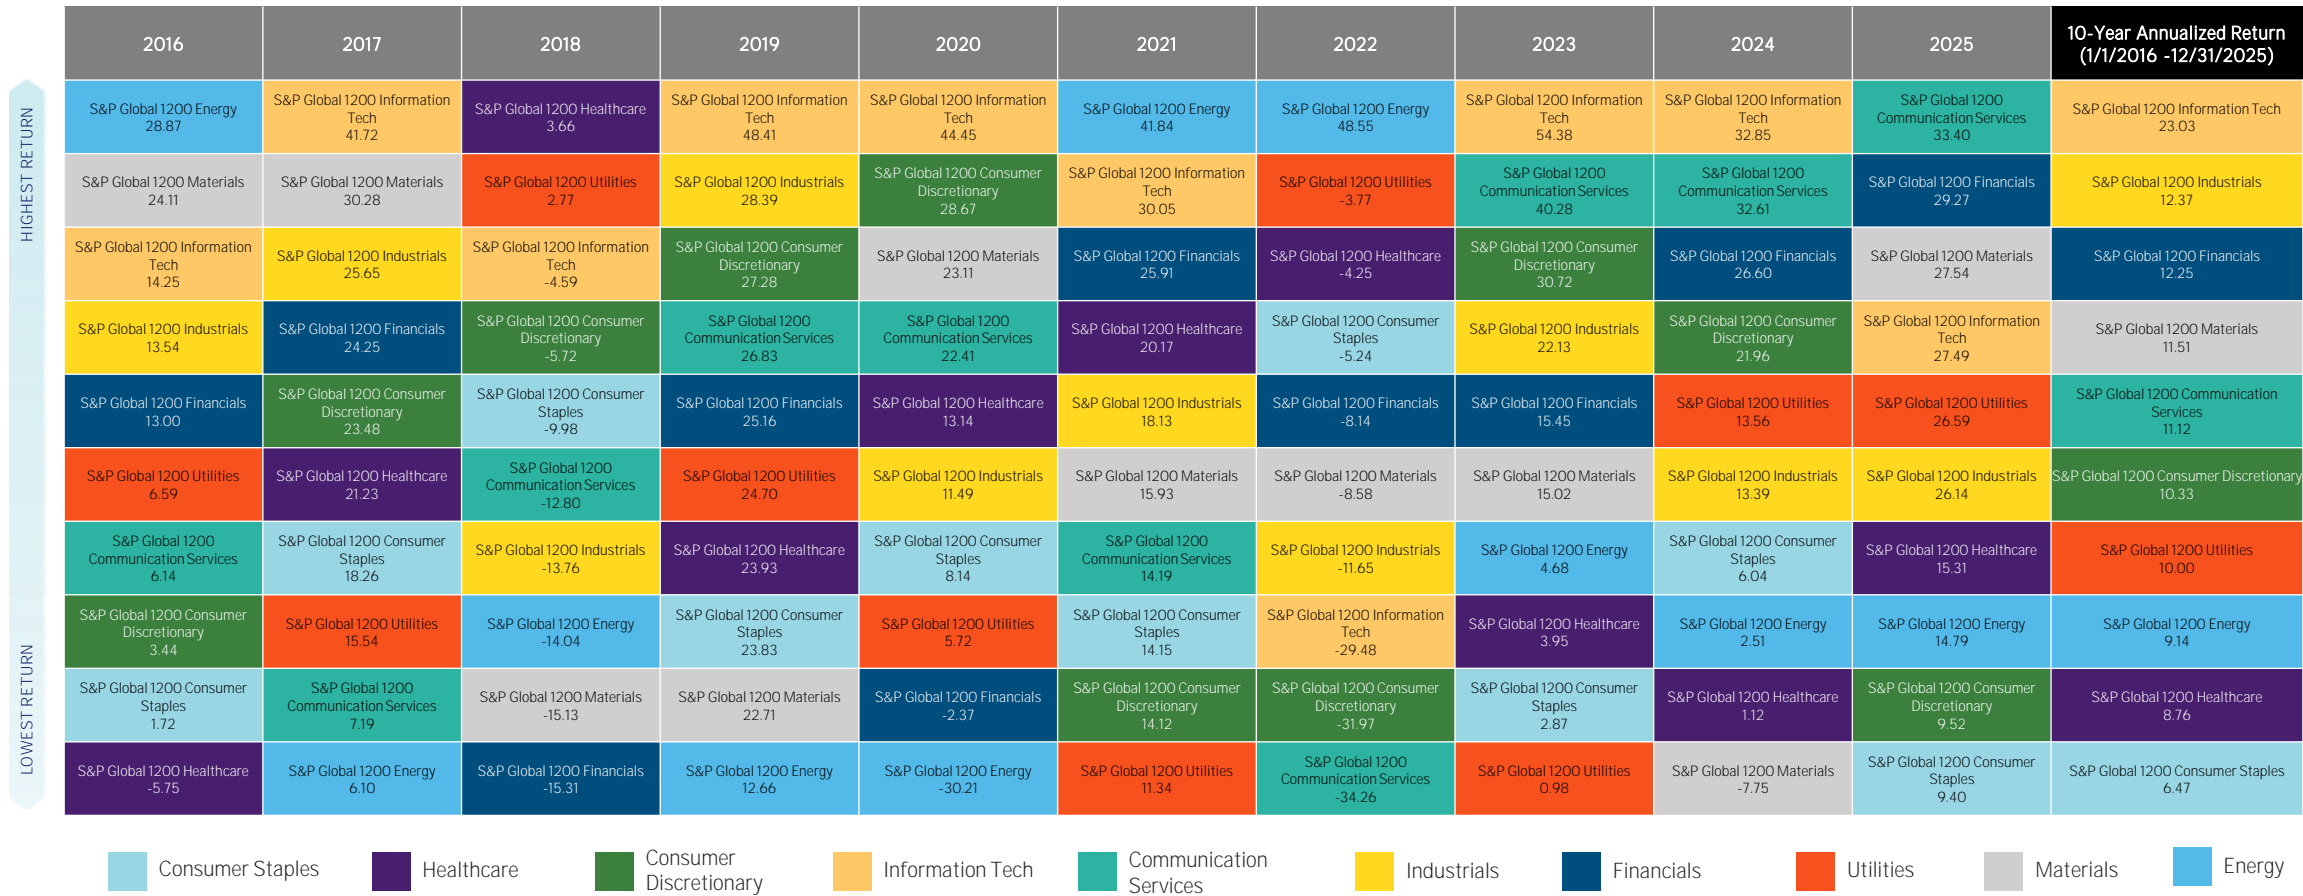 2016
2017
2018
2019
2020
2021
2022
2023
2024
2025
10-Year Annualized Return
(1/1/2016 -12/31/2025)
HIGHEST RETURN
LOWEST RETURN
S&P Global 1200 Energy
28.87
S&P Global 1200 Information
Tech
41.72
S&P Global 1200 Healthcare
3.66
S&P Global 1200 Information
Tech
48.41
S&P Global 1200 Information
Tech
44.45
S&P Global 1200 Energy
41.84
S&P Global 1200 Energy
48.55
S&P Global 1200 Information
Tech
54.38
S&P Global 1200 Information
Tech
32.85
S&P Global 1200
Communication Services
33.40
S&P Global 1200 Information Tech
23.03
S&P Global 1200 Materials
24.11
S&P Global 1200 Materials
30.28
S&P Global 1200 Utilities
2.77
S&P Global 1200 Industrials
28.39
S&P Global 1200 Consumer
Discretionary
28.67
S&P Global 1200 Information
Tech
30.05
S&P Global 1200 Utilities
-3.77
S&P Global 1200
Communication Services
40.28
S&P Global 1200
Communication Services
32.61
S&P Global 1200 Financials
29.27
S&P Global 1200 Industrials
12.37
S&P Global 1200 Information
Tech
14.25
S&P Global 1200 Industrials
25.65
S&P Global 1200 Information
Tech
-4.59
S&P Global 1200 Consumer
Discretionary
27.28
S&P Global 1200 Materials
23.11
S&P Global 1200 Financials
25.91
S&P Global 1200 Healthcare
-4.25
S&P Global 1200 Consumer
Discretionary
30.72
S&P Global 1200 Financials
26.60
S&P Global 1200 Materials
27.54
S&P Global 1200 Financials
12.25
S&P Global 1200 Industrials
13.54
S&P Global 1200 Financials
24.25
S&P Global 1200 Consumer
Discretionary
-5.72
S&P Global 1200
Communication Services
26.83
S&P Global 1200
Communication Services
22.41
S&P Global 1200 Healthcare
20.17
S&P Global 1200 Consumer
Staples
-5.24
S&P Global 1200 Industrials
22.13
S&P Global 1200 Consumer
Discretionary
21.96
S&P Global 1200 Information
Tech
27.49
S&P Global 1200 Materials
11.51
S&P Global 1200 Financials
13.00
S&P Global 1200 Consumer
Discretionary
23.48
S&P Global 1200 Consumer
Staples
-9.98
S&P Global 1200 Financials
25.16
S&P Global 1200 Healthcare
13.14
S&P Global 1200 Industrials
18.13
S&P Global 1200 Financials
-8.14
S&P Global 1200 Financials
15.45
S&P Global 1200 Utilities
13.56
S&P Global 1200 Utilities
26.59
S&P Global 1200 Communication
Services
11.12
S&P Global 1200 Utilities
6.59
S&P Global 1200 Healthcare
21.23
S&P Global 1200
Communication Services
-12.80
S&P Global 1200 Utilities
24.70
S&P Global 1200 Industrials
11.49
S&P Global 1200 Materials
15.93
S&P Global 1200 Materials
-8.58
S&P Global 1200 Materials
15.02
S&P Global 1200 Industrials
13.39
S&P Global 1200 Industrials
26.14
S&P Global 1200 Consumer Discretionary
10.33
S&P Global 1200
Communication Services
6.14
S&P Global 1200 Consumer
Staples
18.26
S&P Global 1200 Industrials
-13.76
S&P Global 1200 Healthcare
23.93
S&P Global 1200 Consumer
Staples
8.14
S&P Global 1200
Communication Services
14.19
S&P Global 1200 Industrials
-11.65
S&P Global 1200 Energy
4.68
S&P Global 1200 Consumer
Staples
6.04
S&P Global 1200 Healthcare
15.31
S&P Global 1200 Utilities
10.00
S&P Global 1200 Consumer
Discretionary
3.44
S&P Global 1200 Utilities
15.54
S&P Global 1200 Energy
-14.04
S&P Global 1200 Consumer
Staples
23.83
S&P Global 1200 Utilities
5.72
S&P Global 1200 Consumer
Staples
14.15
S&P Global 1200 Information
Tech
-29.48
S&P Global 1200 Healthcare
3.95
S&P Global 1200 Energy
2.51
S&P Global 1200 Energy
14.79
S&P Global 1200 Energy
9.14
S&P Global 1200 Consumer
Staples
1.72
S&P Global 1200
Communication Services
7.19
S&P Global 1200 Materials
-15.13
S&P Global 1200 Materials
22.71
S&P Global 1200 Financials
-2.37
S&P Global 1200 Consumer
Discretionary
14.12
S&P Global 1200 Consumer
Discretionary
-31.97
S&P Global 1200 Consumer
Staples
2.87
S&P Global 1200 Healthcare
1.12
S&P Global 1200 Consumer
Discretionary
9.52
S&P Global 1200 Healthcare
8.76
S&P Global 1200 Healthcare
-5.75
S&P Global 1200 Energy
6.10
S&P Global 1200 Financials
-15.31
S&P Global 1200 Energy
12.66
S&P Global 1200 Energy
-30.21
S&P Global 1200 Utilities
11.34
S&P Global 1200
Communication Services
-34.26
S&P Global 1200 Utilities
0.98
S&P Global 1200 Materials
-7.75
S&P Global 1200 Consumer
Staples
9.40
S&P Global 1200 Consumer Staples
6.47
Consumer Staples
Healthcare
Consumer
Discretionary
Information Tech
Communication
Services
Industrials
Financials
Utilities
Materials
Energy